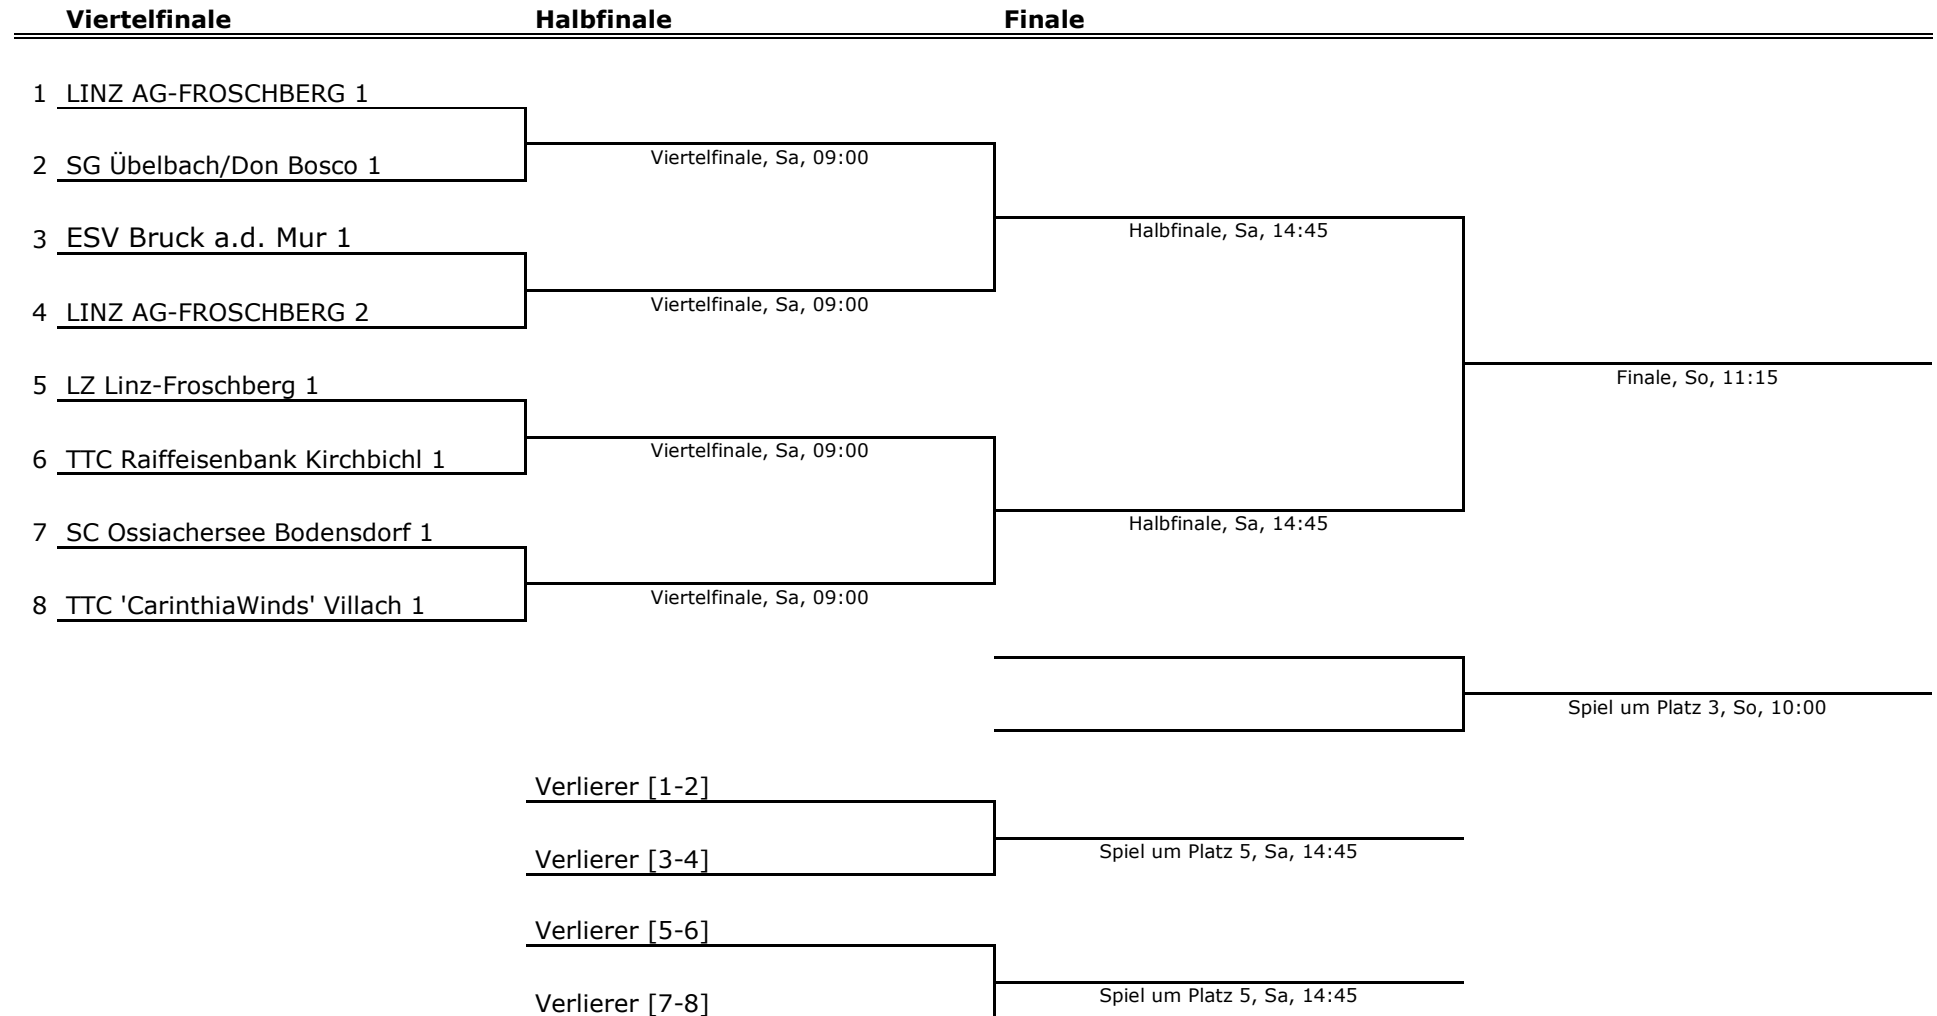 Viertelfinale Halbfinale Finale
1 LINZ AG-FROSCHBERG 1
Viertelfinale, Sa, 09:00
2 SG Übelbach/Don Bosco 1
Halbfinale, Sa, 14:45
3 ESV Bruck a.d. Mur 1
Viertelfinale, Sa, 09:00
4 LINZ AG-FROSCHBERG 2
Finale, So, 11:15
5 LZ Linz-Froschberg 1
Viertelfinale, Sa, 09:00
6 TTC Raiffeisenbank Kirchbichl 1
Halbfinale, Sa, 14:45
7 SC Ossiachersee Bodensdorf 1
Viertelfinale, Sa, 09:00
8 TTC 'CarinthiaWinds' Villach 1
Spiel um Platz 3, So, 10:00
Verlierer [1-2]
Spiel um Platz 5, Sa, 14:45
Verlierer [3-4]
Verlierer [5-6]
Spiel um Platz 5, Sa, 14:45
Verlierer [7-8]